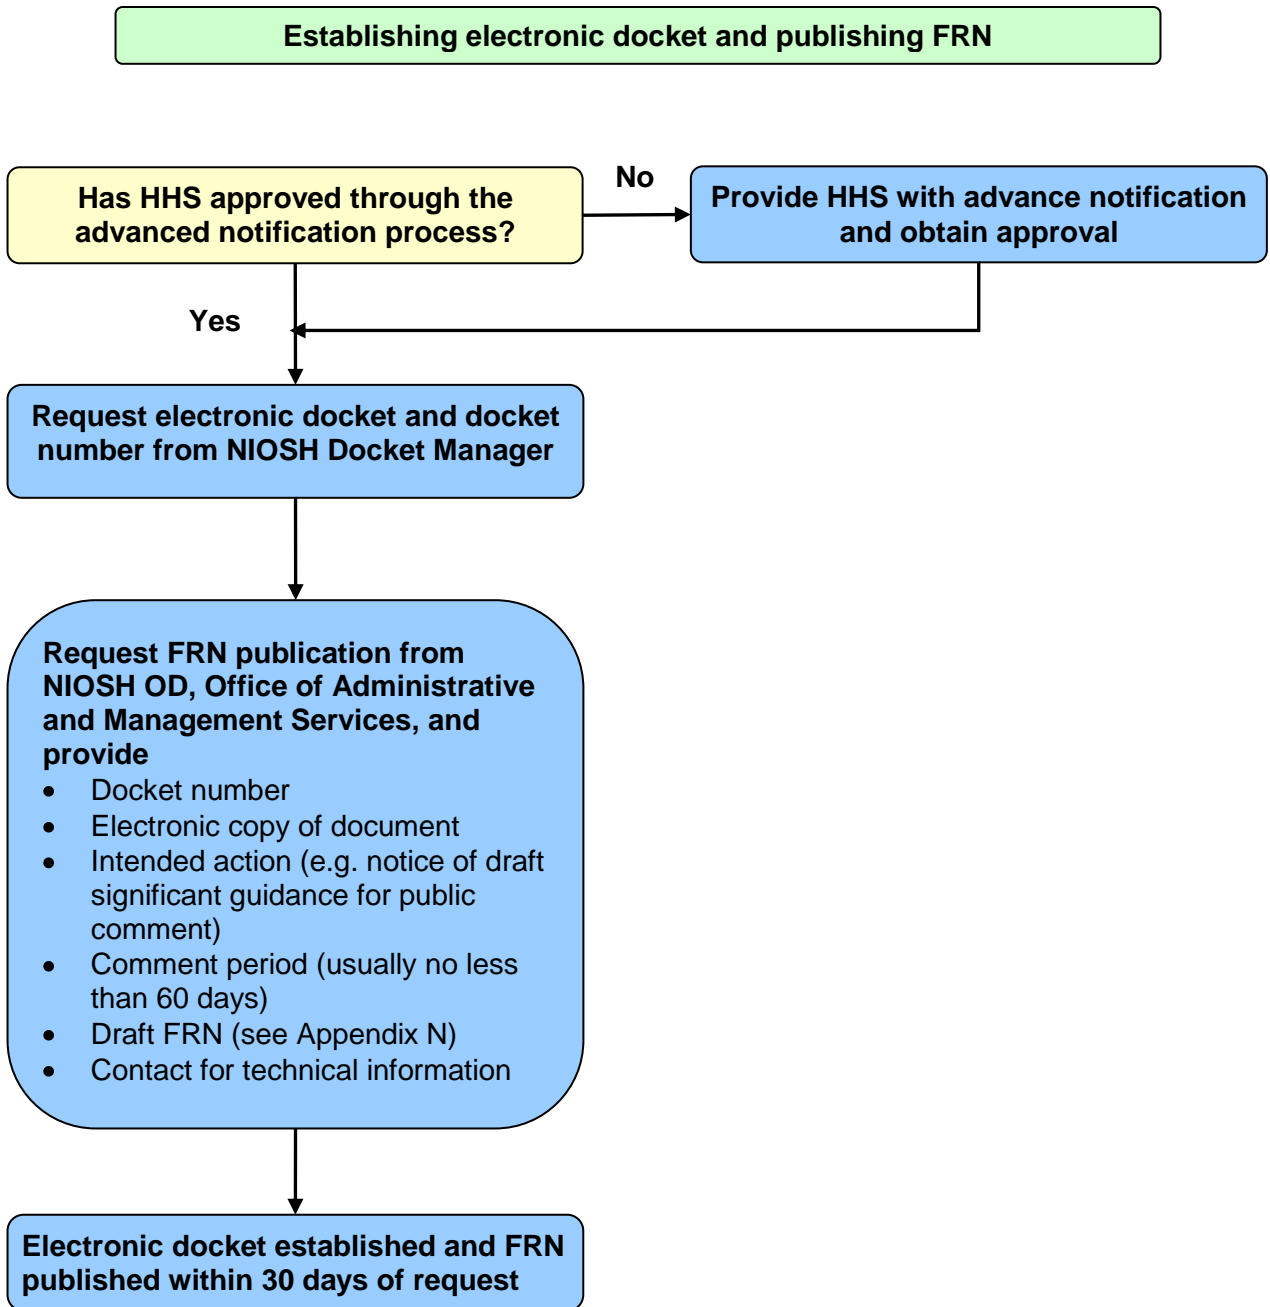 Establishing electronic docket and publishing FRN
Has HHS approved through the
advanced notification process?
No
Provide HHS with advance notification
and obtain approval
Yes
Request electronic docket and docket
number from NIOSH Docket Manager
Request FRN publication from
NIOSH OD, Office of Administrative
and Management Services, and
provide
• Docket number
• Electronic copy of document
• Intended action (e.g. notice of draft
significant guidance for public
comment)
• Comment period (usually no less
than 60 days)
• Draft FRN (see Appendix N)
• Contact for technical information
Electronic docket established and FRN
published within 30 days of request